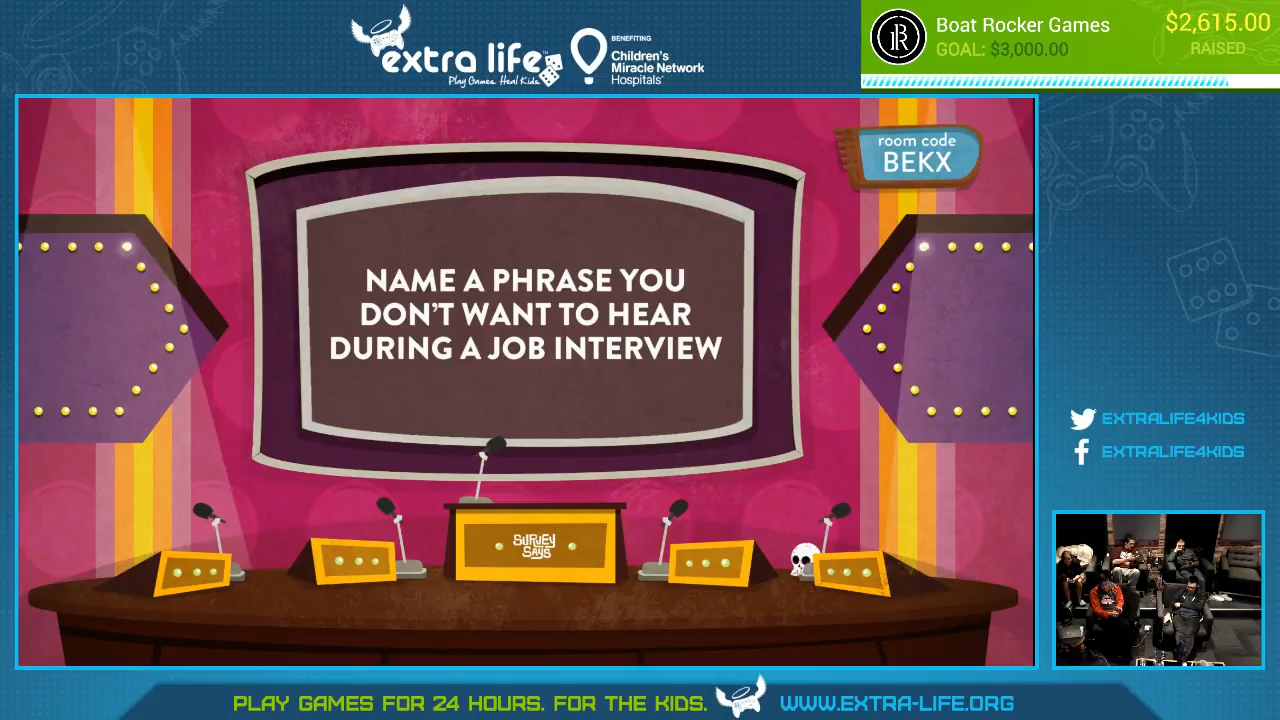 extra life
Play Games. Heal Kids.
BENEFITING
Children's
Miracle Network
Hospitals
Boat Rocker Games
GOAL: $3,000.00
$2,615.00
RAISED
room code
BEKX
NAME A PHRASE YOU
DON'T WANT TO HEAR
DURING A JOB INTERVIEW
SURVEY
SAYS
EXTRALIFE4KIDS
EXTRALIFE4KIDS
PLAY GAMES FOR 24 HOURS. FOR THE KIDS.
WWW.EXTRA-LIFE.ORG